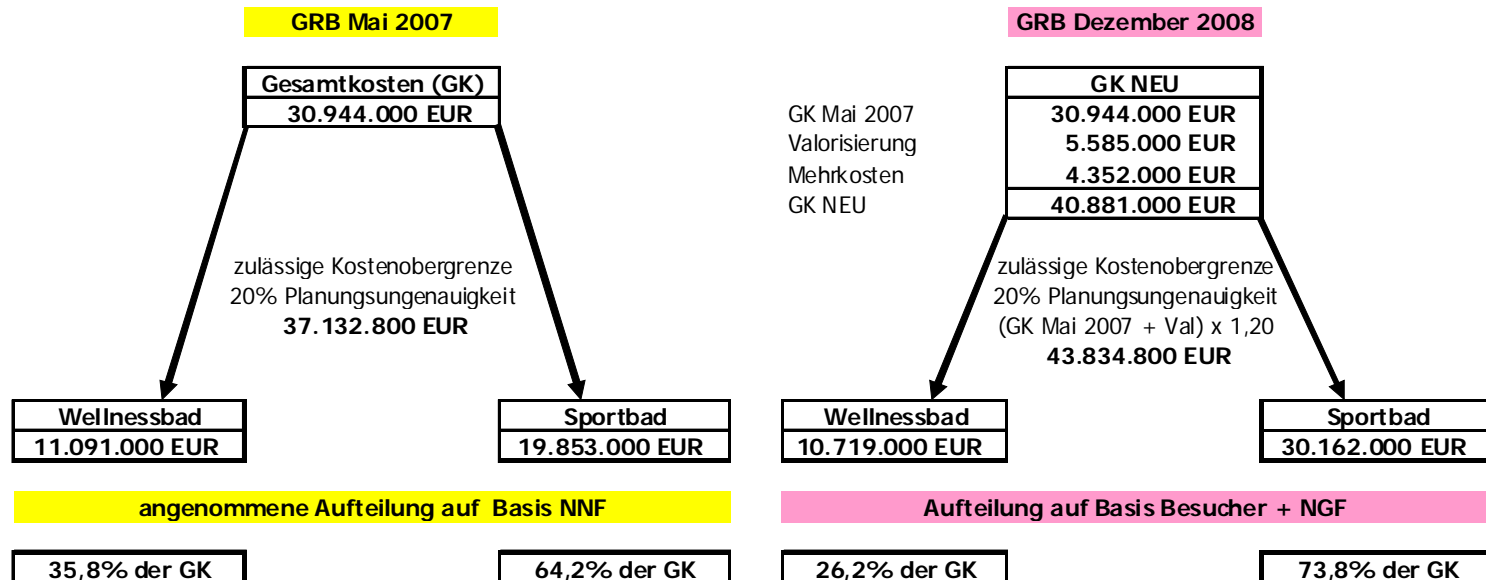 GRB Mai 2007
Gesamtkosten (GK)
30.944.000 EUR
zulässige Kostenobergrenze
20% Planungsungenauigkeit
37.132.800 EUR
Wellnessbad
11.091.000 EUR
Sportbad
19.853.000 EUR
angenommene Aufteilung auf Basis NNF
35,8% der GK
64,2% der GK
GRB Dezember 2008
GK NEU
GK Mai 2007 30.944.000 EUR
Valorisierung 5.585.000 EUR
Mehrkosten 4.352.000 EUR
GK NEU 40.881.000 EUR
zulässige Kostenobergrenze
20% Planungsungenauigkeit
(GK Mai 2007 + Val) x 1,20
43.834.800 EUR
Wellnessbad
10.719.000 EUR
Sportbad
30.162.000 EUR
Aufteilung auf Basis Besucher + NGF
26,2% der GK
73,8% der GK